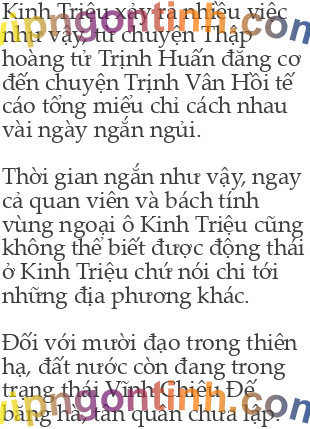 Kinh Triệu xảy ra nhiều việc
như vậy, từ chuyện Thập
hoàng tử Trịnh Huấn đăng cơ
đến chuyện Trịnh Vân Hồi tế
cáo tổng miếu chỉ cách nhau
vài ngày ngắn ngủi.
Thời gian ngắn như vậy, ngay
cả quan viên và bách tính
vùng ngoại ô Kinh Triệu cũng
không thể biết được động thái
ở Kinh Triệu chứ nói chi tới
những địa phương khác.
Đối với mười đạo trong thiên
hạ, đất nước còn đang trong
trạng thái Vĩnh Chiêu Đế
băng hà, tân quân chưa lập.
vipngontinh.com
vipngontinh.com